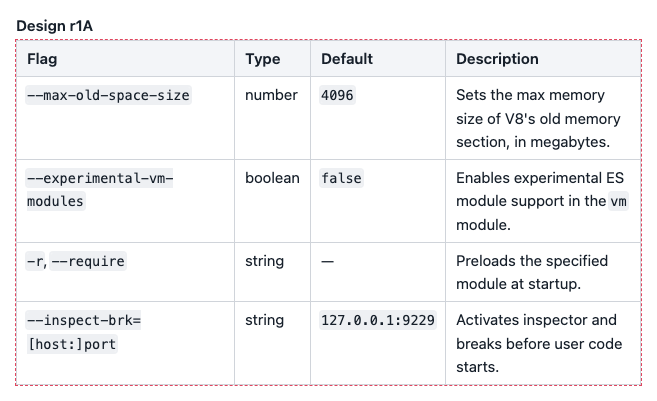 Design r1A
Flag Type Default Description
--max-old-space-size number 4096 Sets the max memory
size of V8's old memory
section, in megabytes.
--experimental-vm- boolean false Enables experimental ES
modules module support in the vm
module.
-r, --require string — Preloads the specified
module at startup.
--inspect-brk= string 127.0.0.1:9229 Activates inspector and
[host:]port breaks before user code
starts.